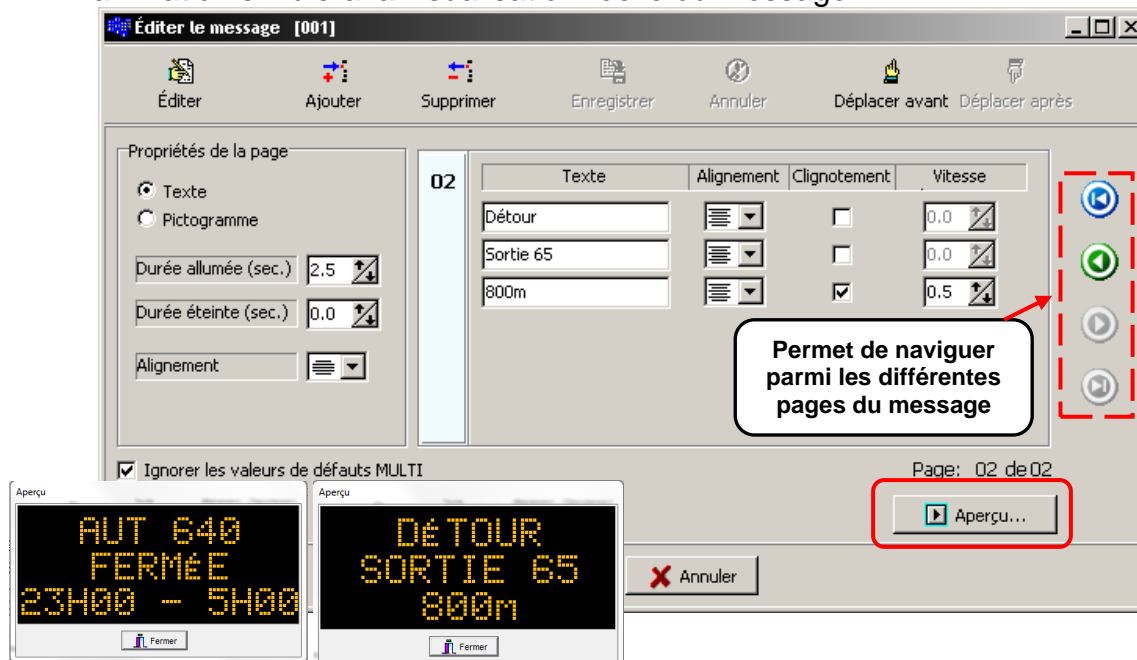 Éditer le message [001]
Éditer Ajouter Supprimer Enregistrer Annuler Déplacer avant Déplacer après
Propriétés de la page
Texte
Pictogramme
Durée allumée (sec.) 2.5
Durée éteinte (sec.) 0.0
Alignement
02
Texte Alignement Clignotement Vitesse
Détour 0.0
Sortie 65 0.0
800m 0.5
Permet de naviguer
parmi les différentes
pages du message
Ignorer les valeurs de défauts MULTI
Page: 02 de 02
Aperçu...
Annuler
Aperçu
AUT 640
FERMéE
23H00 - 5H00
Fermer
Aperçu
DéTOUR
SORTIE 65
800m
Fermer